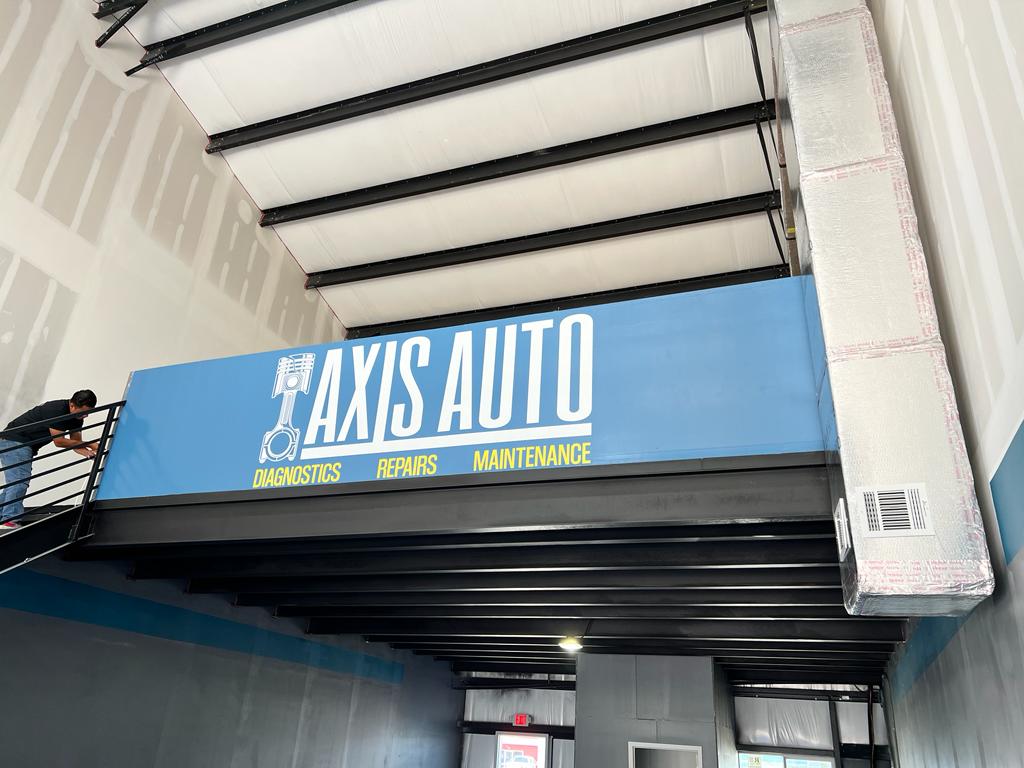 AXIS AUTO
DIAGNOSTICS REPAIRS MAINTENANCE